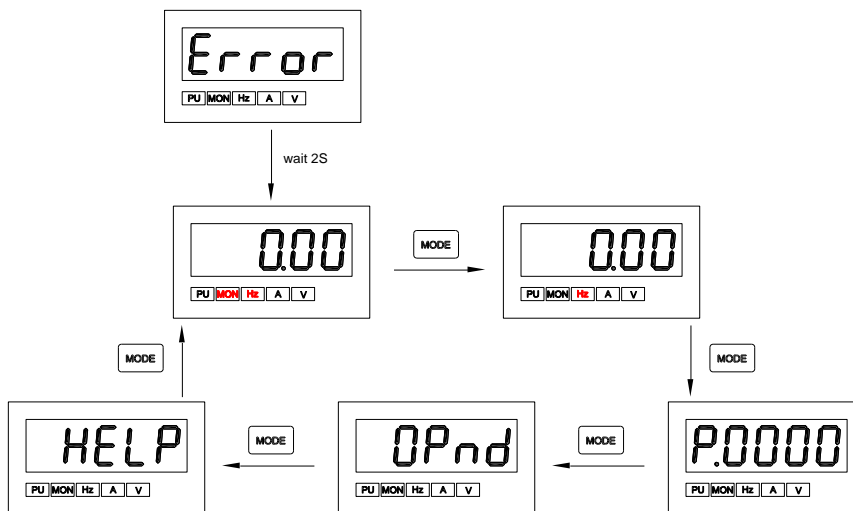 Error
PU MON Hz A V
wait 2S
0.00
PU MON Hz A V
MODE
0.00
PU MON Hz A V
MODE
MODE
HELP
PU MON Hz A V
MODE
OPnd
PU MON Hz A V
MODE
P.0000
PU MON Hz A V